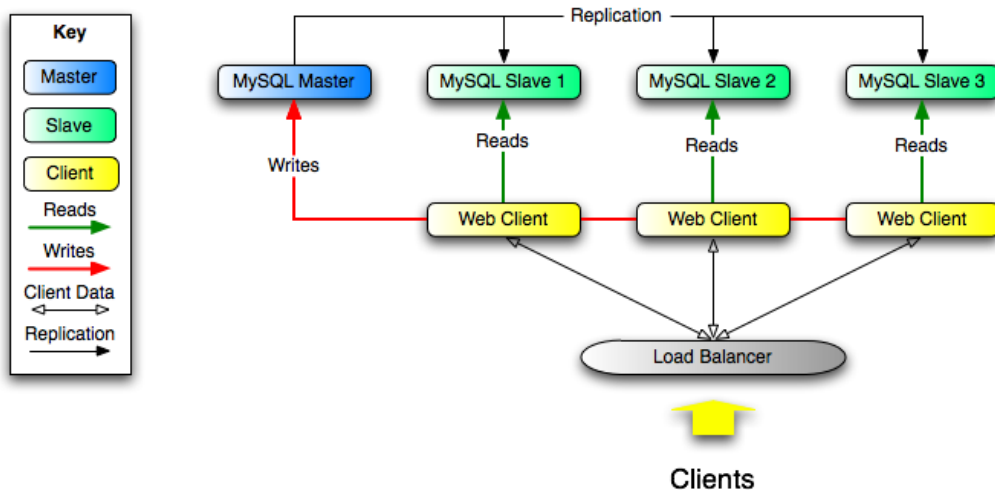 Key
Master
Slave
Client
Reads
Writes
Client Data
Replication
Replication
MySQL Master
MySQL Slave 1
MySQL Slave 2
MySQL Slave 3
Writes
Reads
Reads
Reads
Web Client
Web Client
Web Client
Load Balancer
Clients